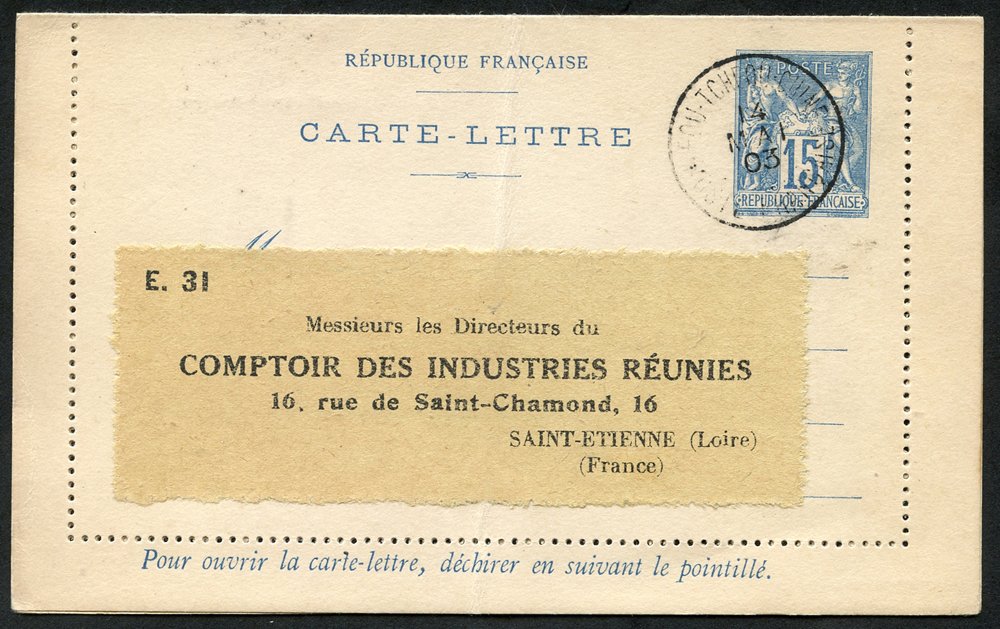 RÉPUBLIQUE FRANÇAISE
CARTE-LETTRE
POSTE
15
REPUBLIQUE FRANÇAISE
14
MAI
03
M
E. 31
Messieurs les Directeurs du
COMPTOIR DES INDUSTRIES RÉUNIES
16, rue de Saint-Chamond, 16
SAINT-ETIENNE (Loire)
(France)
Pour ouvrir la carte-lettre, déchirer en suivant le pointillé.